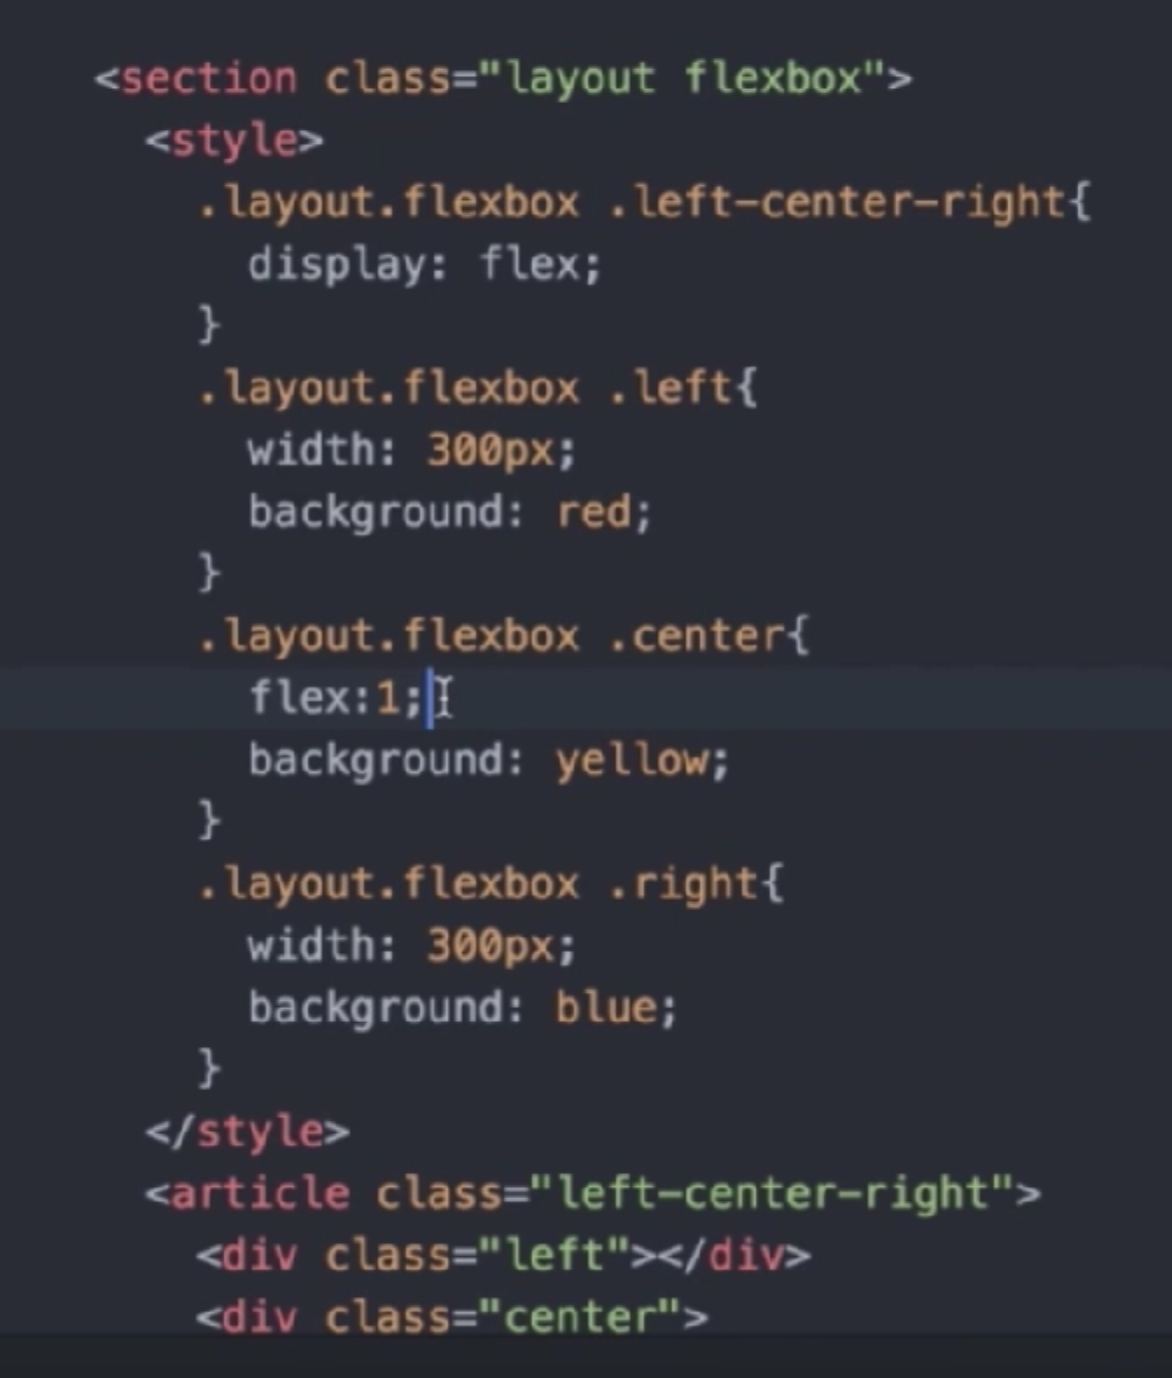 <section class="layout flexbox">
<style>
.layout.flexbox .left-center-right{
display: flex;
}
.layout.flexbox .left{
width: 300px;
background: red;
}
.layout.flexbox .center{
flex:1;
background: yellow;
}
.layout.flexbox .right{
width: 300px;
background: blue;
}
</style>
<article class="left-center-right">
<div class="left"></div>
<div class="center">